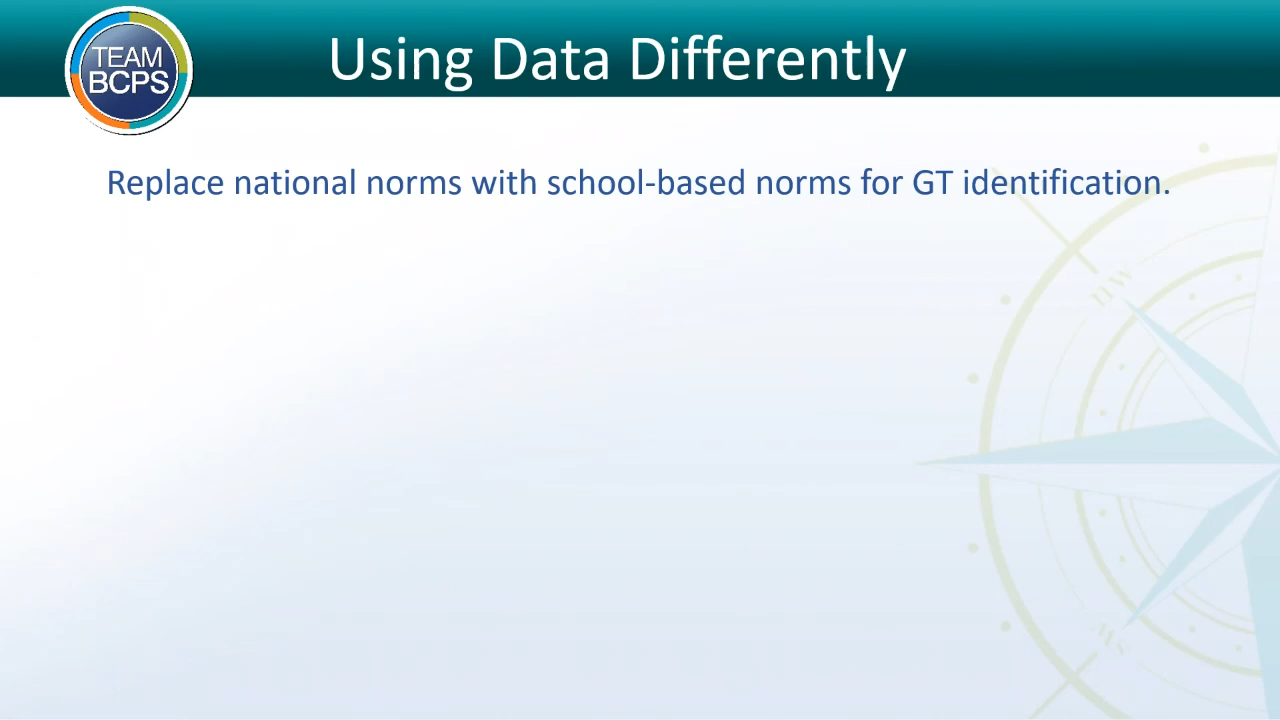 TEAM
BCPS
Using Data Differently
Replace national norms with school-based norms for GT identification.